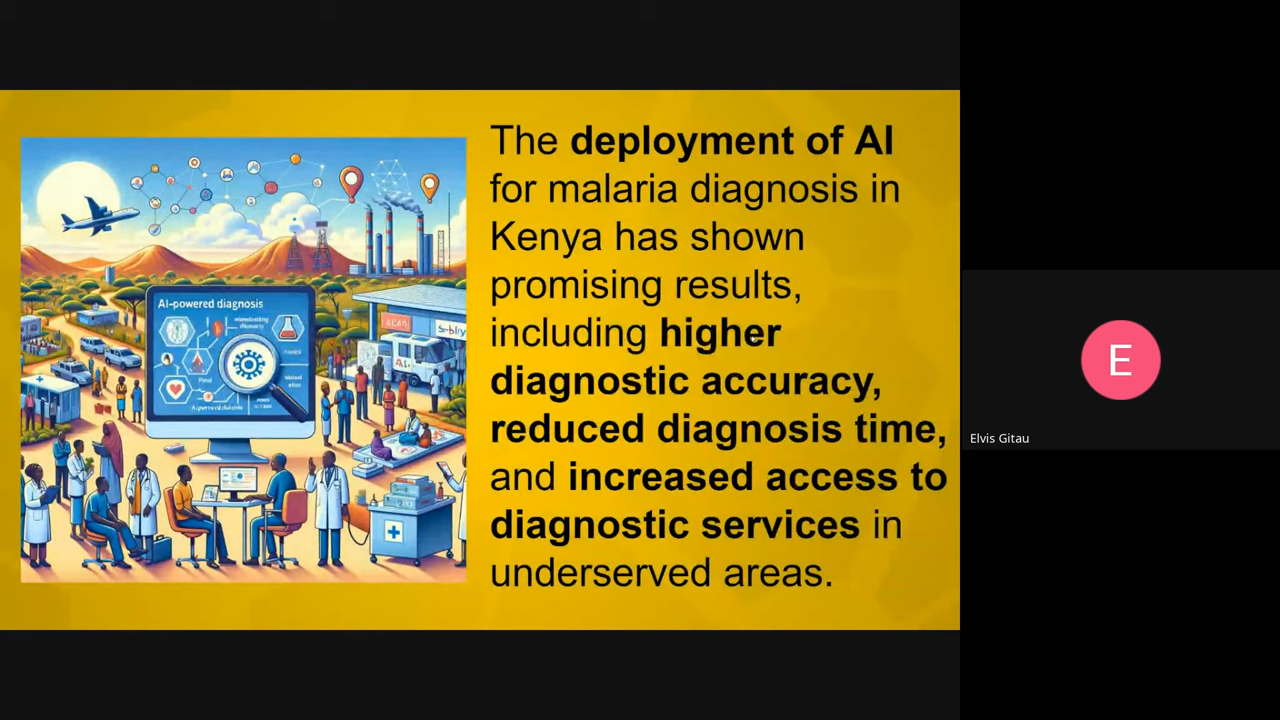 The deployment of AI
for malaria diagnosis in
Kenya has shown
promising results,
including higher
diagnostic accuracy,
reduced diagnosis time,
and increased access to
diagnostic services in
underserved areas.
AI-powered diagnosis
E
Elvis Gitau